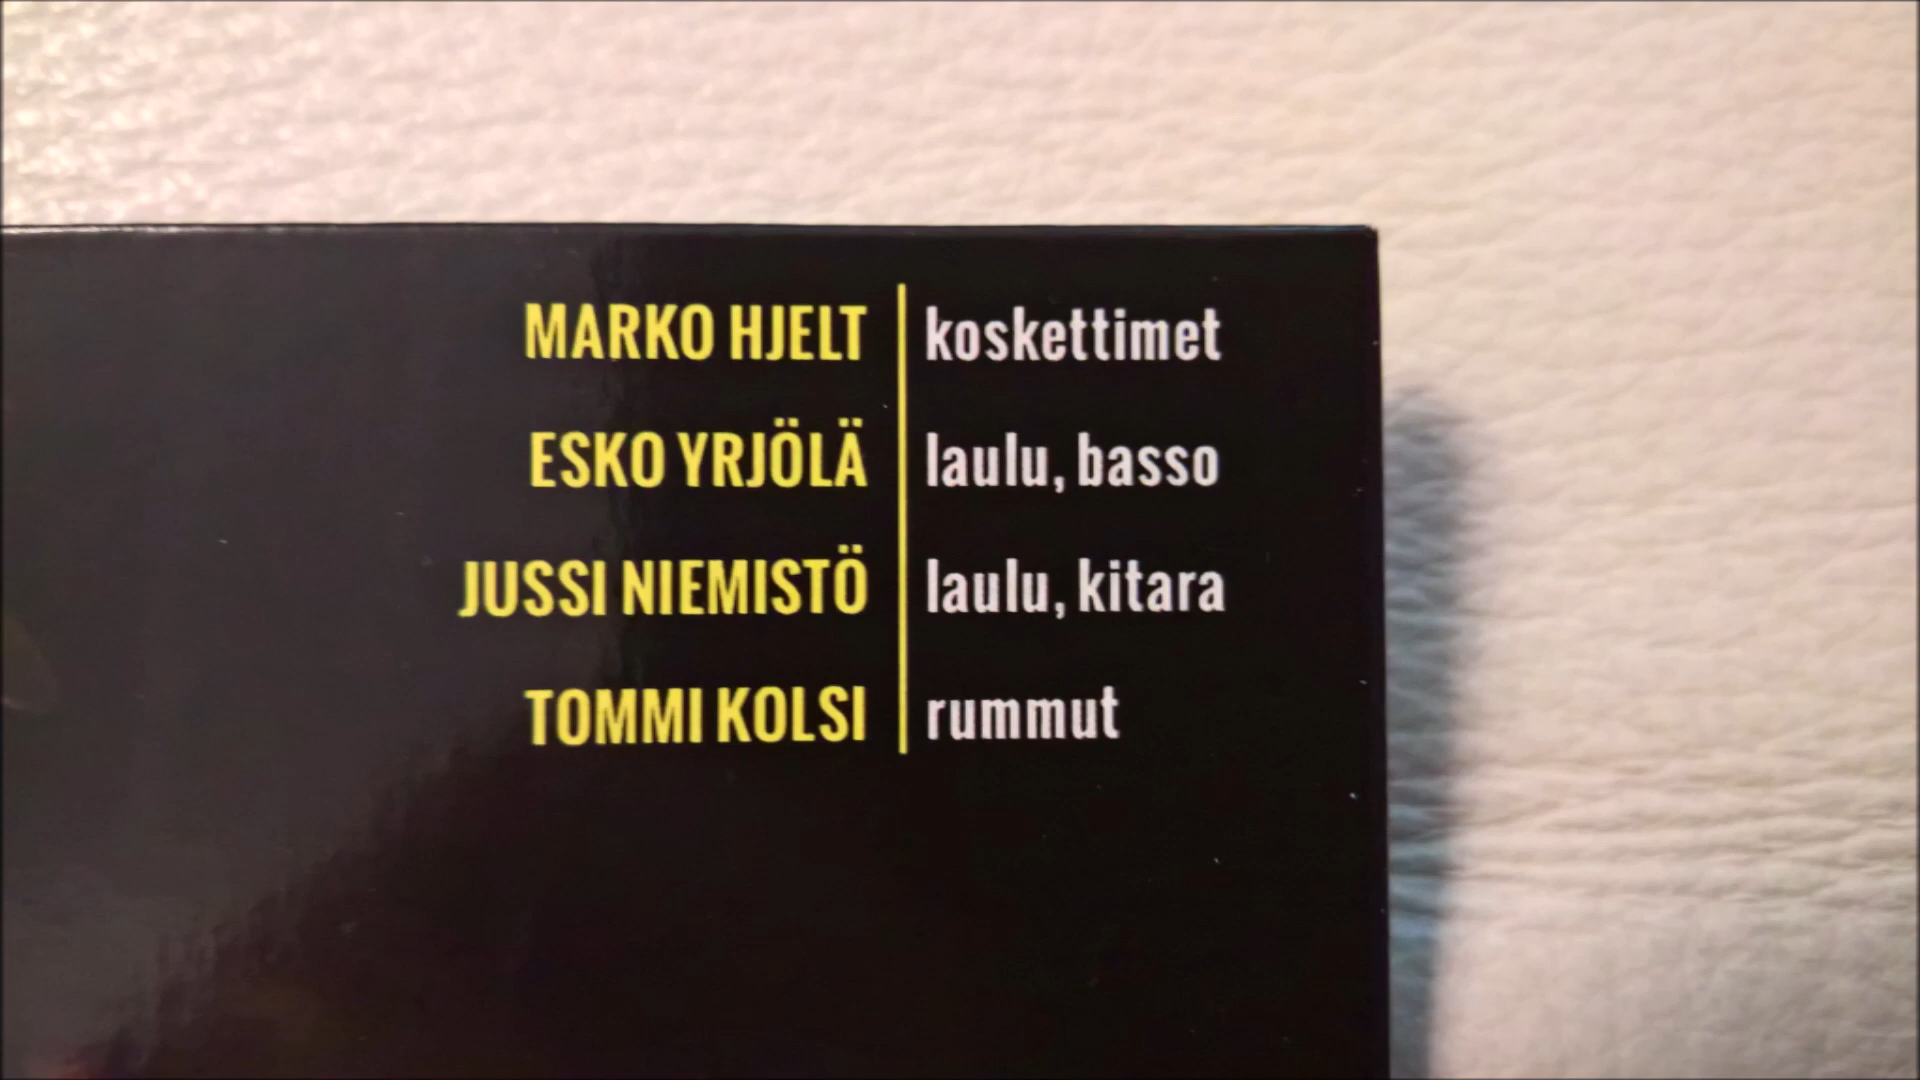 MARKO HJELT koskettimet
ESKO YRJÖLÄ laulu, basso
JUSSI NIEMISTÖ laulu, kitara
TOMMI KOLSI rummut